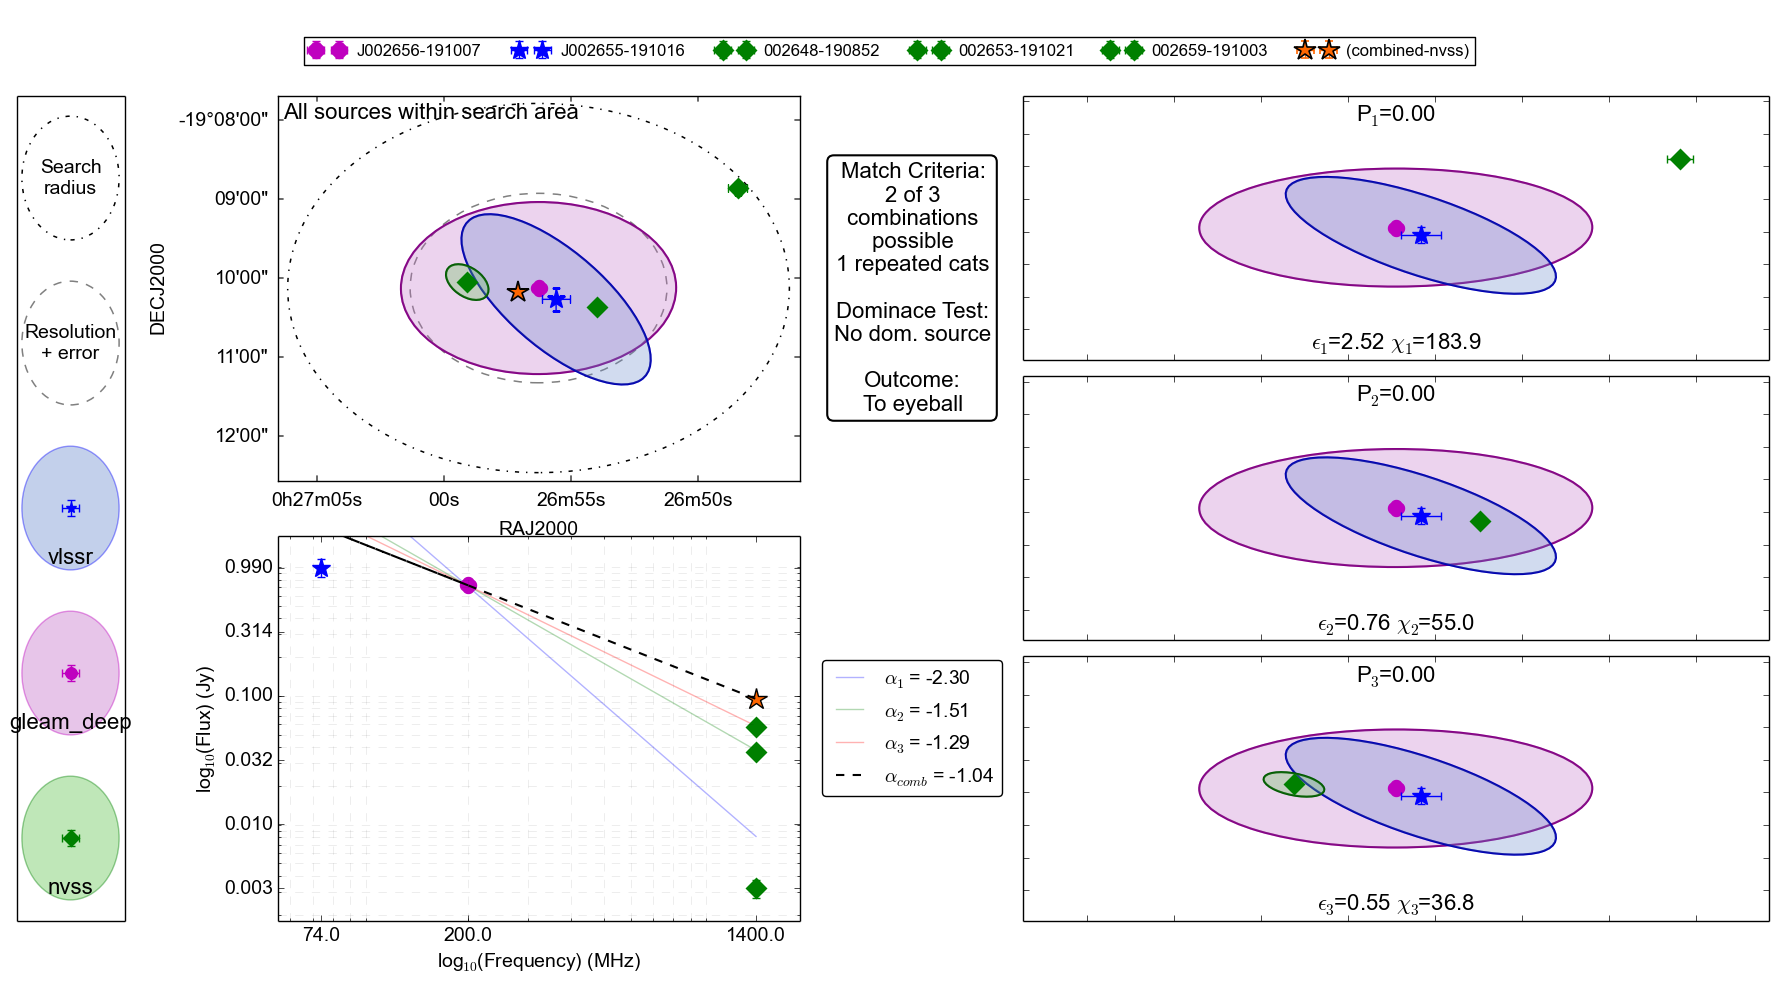 J002656-191007 J002655-191016 002648-190852 002653-191021 002659-191003 (combined-nvss)
Search
radius
Resolution
+ error
vlssr
gleam_deep
nvss
All sources within search area
DECJ2000
-19°08'00"
09'00"
10'00"
11'00"
12'00"
0h27m05s 00s 26m55s 26m50s
RAJ2000
log₁₀(Flux) (Jy)
0.990
0.314
0.100
0.032
0.010
0.003
74.0 200.0 1400.0
log₁₀(Frequency) (MHz)
Match Criteria:
2 of 3
combinations
possible
1 repeated cats
Dominace Test:
No dom. source
Outcome:
To eyeball
α₁ = -2.30
α₂ = -1.51
α₃ = -1.29
α_comb = -1.04
P₁=0.00
ϵ₁=2.52 χ₁=183.9
P₂=0.00
ϵ₂=0.76 χ₂=55.0
P₃=0.00
ϵ₃=0.55 χ₃=36.8